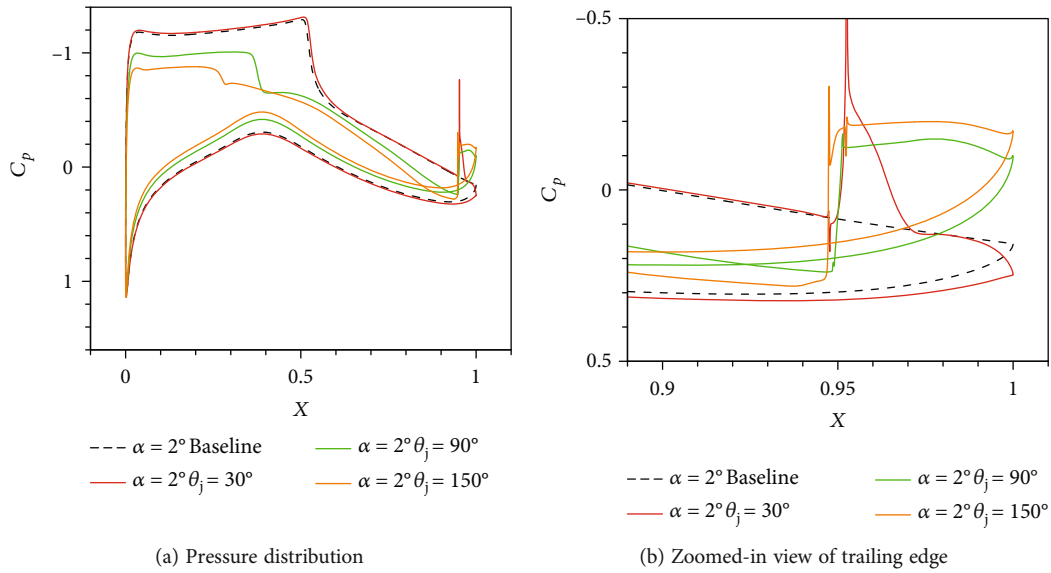 −1
0
1
C_p
0
0.5
1
X
α = 2° Baseline
α = 2° θ_j = 30°
α = 2° θ_j = 90°
α = 2° θ_j = 150°
(a) Pressure distribution
−0.5
0
0.5
C_p
0.9
0.95
1
X
α = 2° Baseline
α = 2° θ_j = 30°
α = 2° θ_j = 90°
α = 2° θ_j = 150°
(b) Zoomed-in view of trailing edge